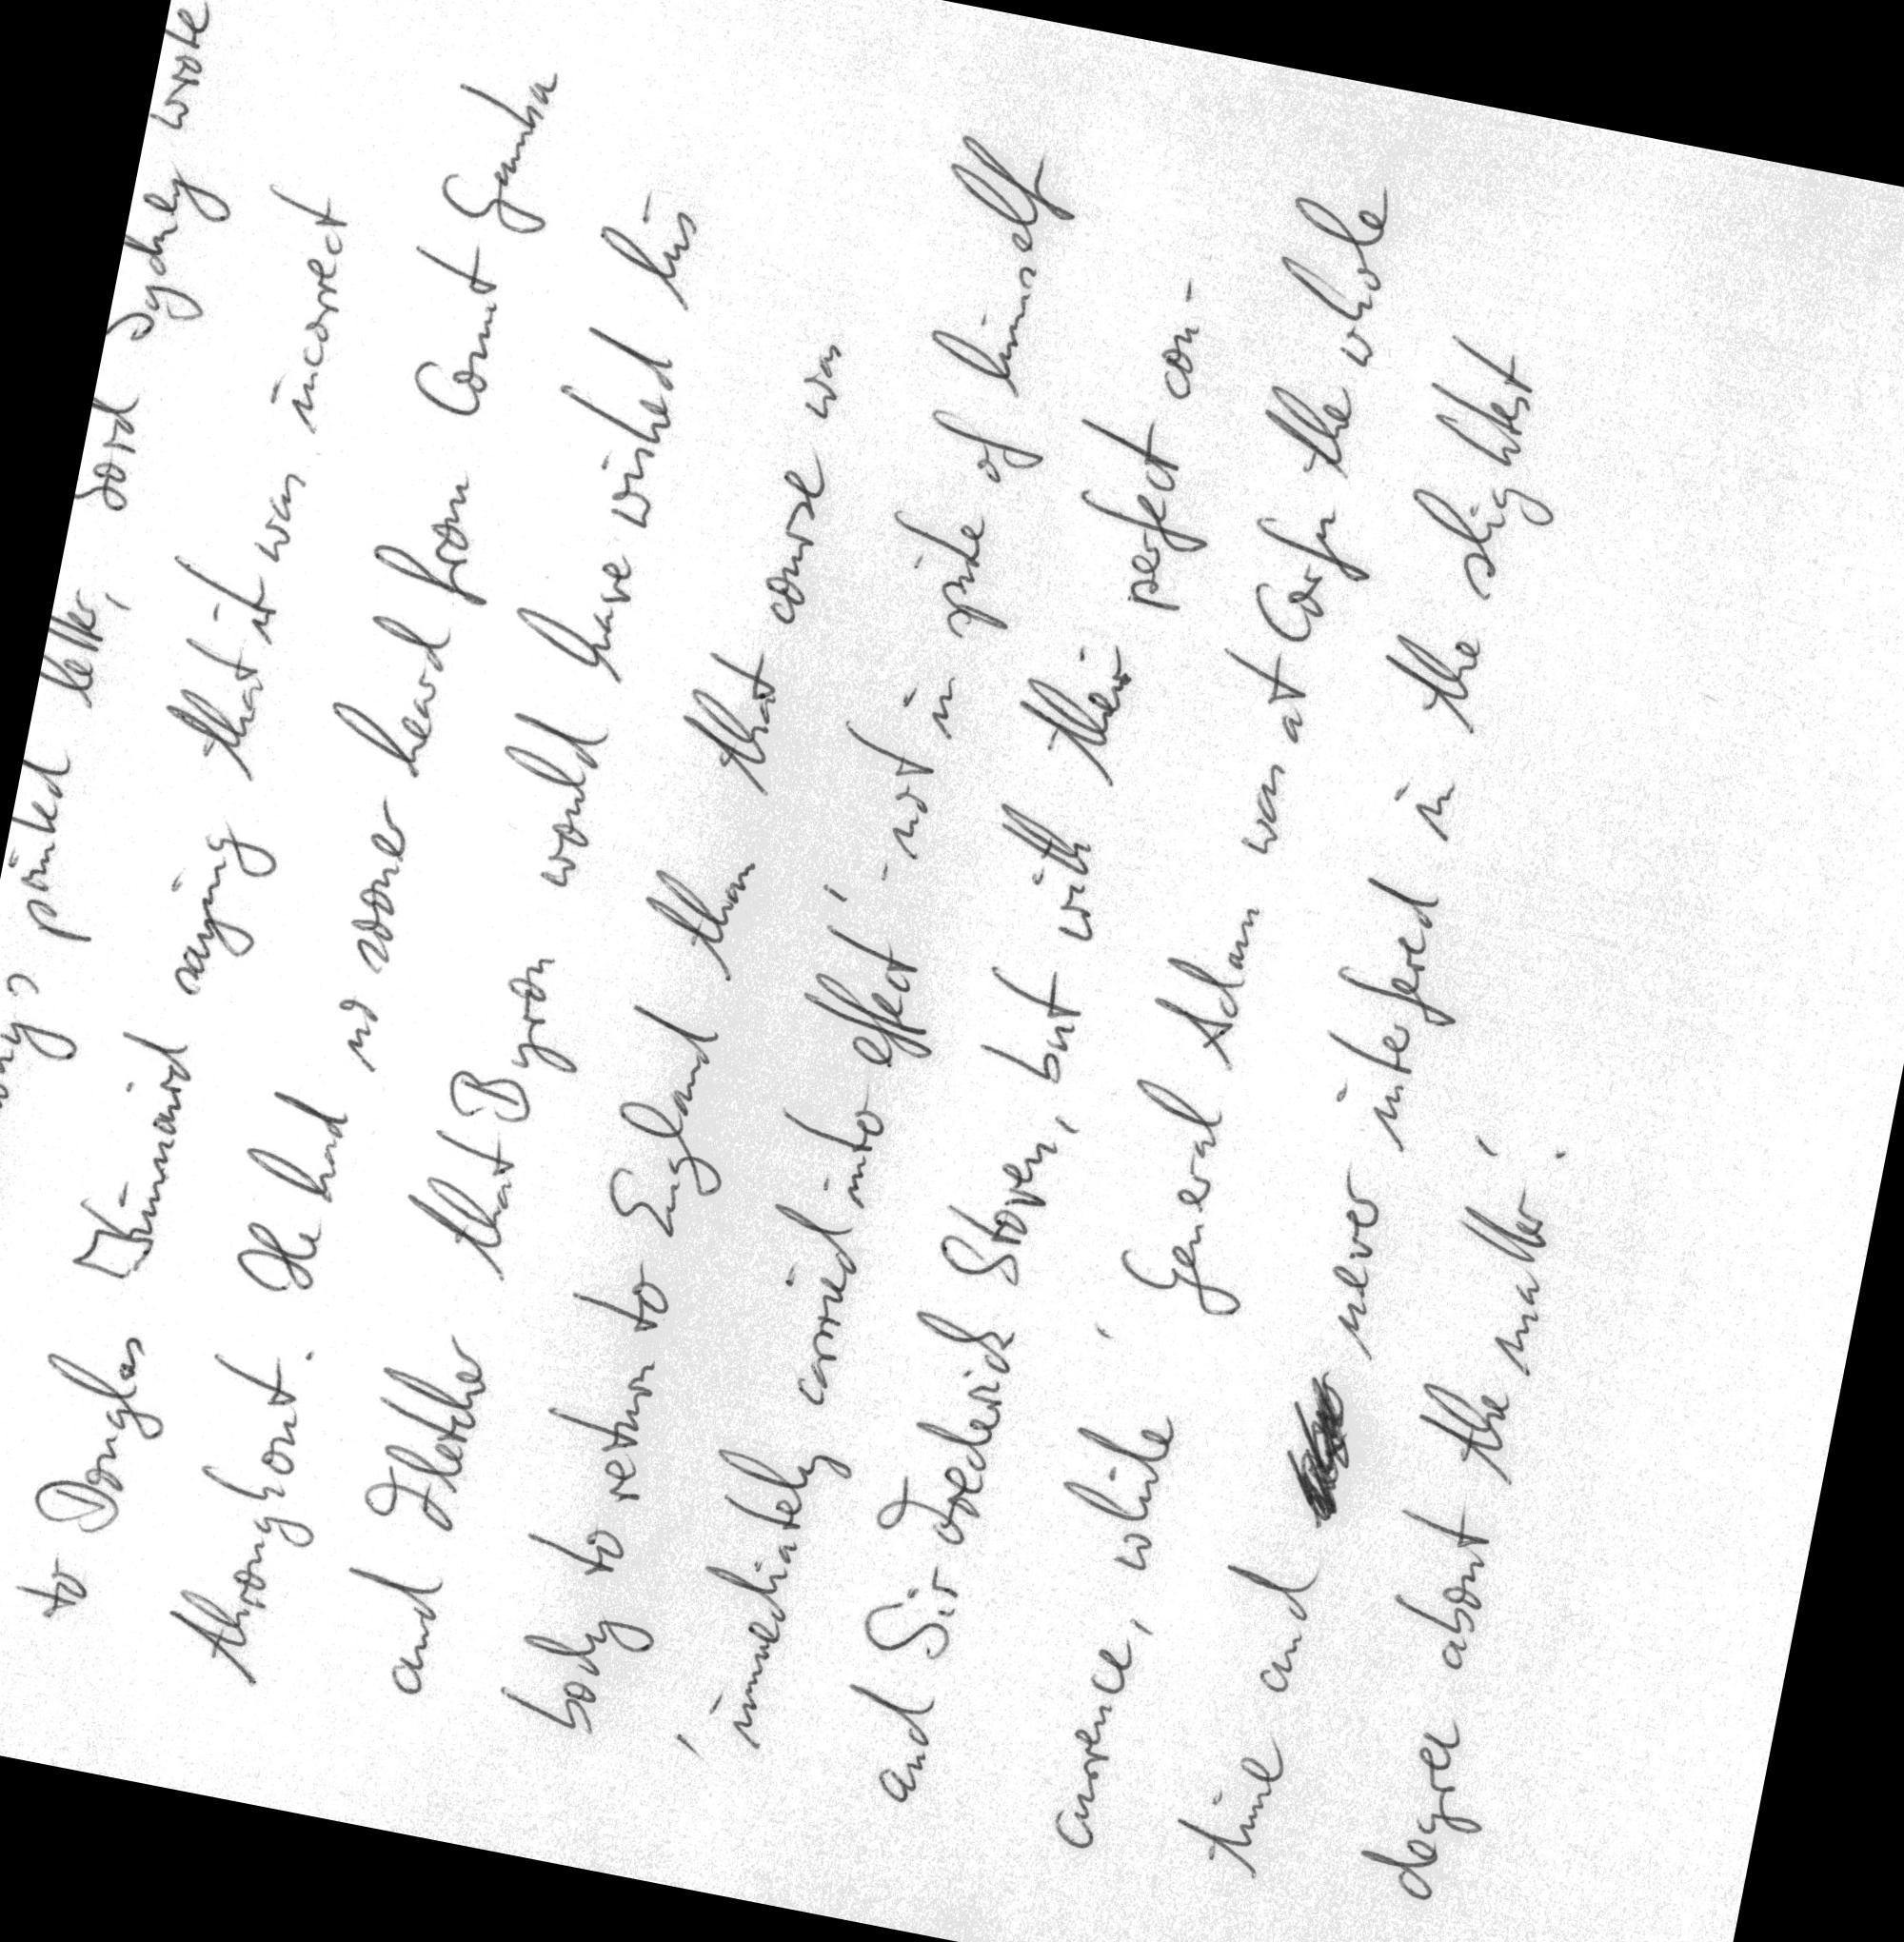 printed letter, Lord Sydney wrote
to Douglas Kinnaird saying that it was incorrect
throughout. He had no sooner heard from Count Gamba
and Fletcher that Byron would have wished his
body to return to England than that course was
'immediately carried into effect' - not in spite of himself
and Sir Frederick Stoven, but with their perfect con-
currence, while 'General Adam was at Corfu the whole
time and never interfered in the slightest
degree about the matter'.